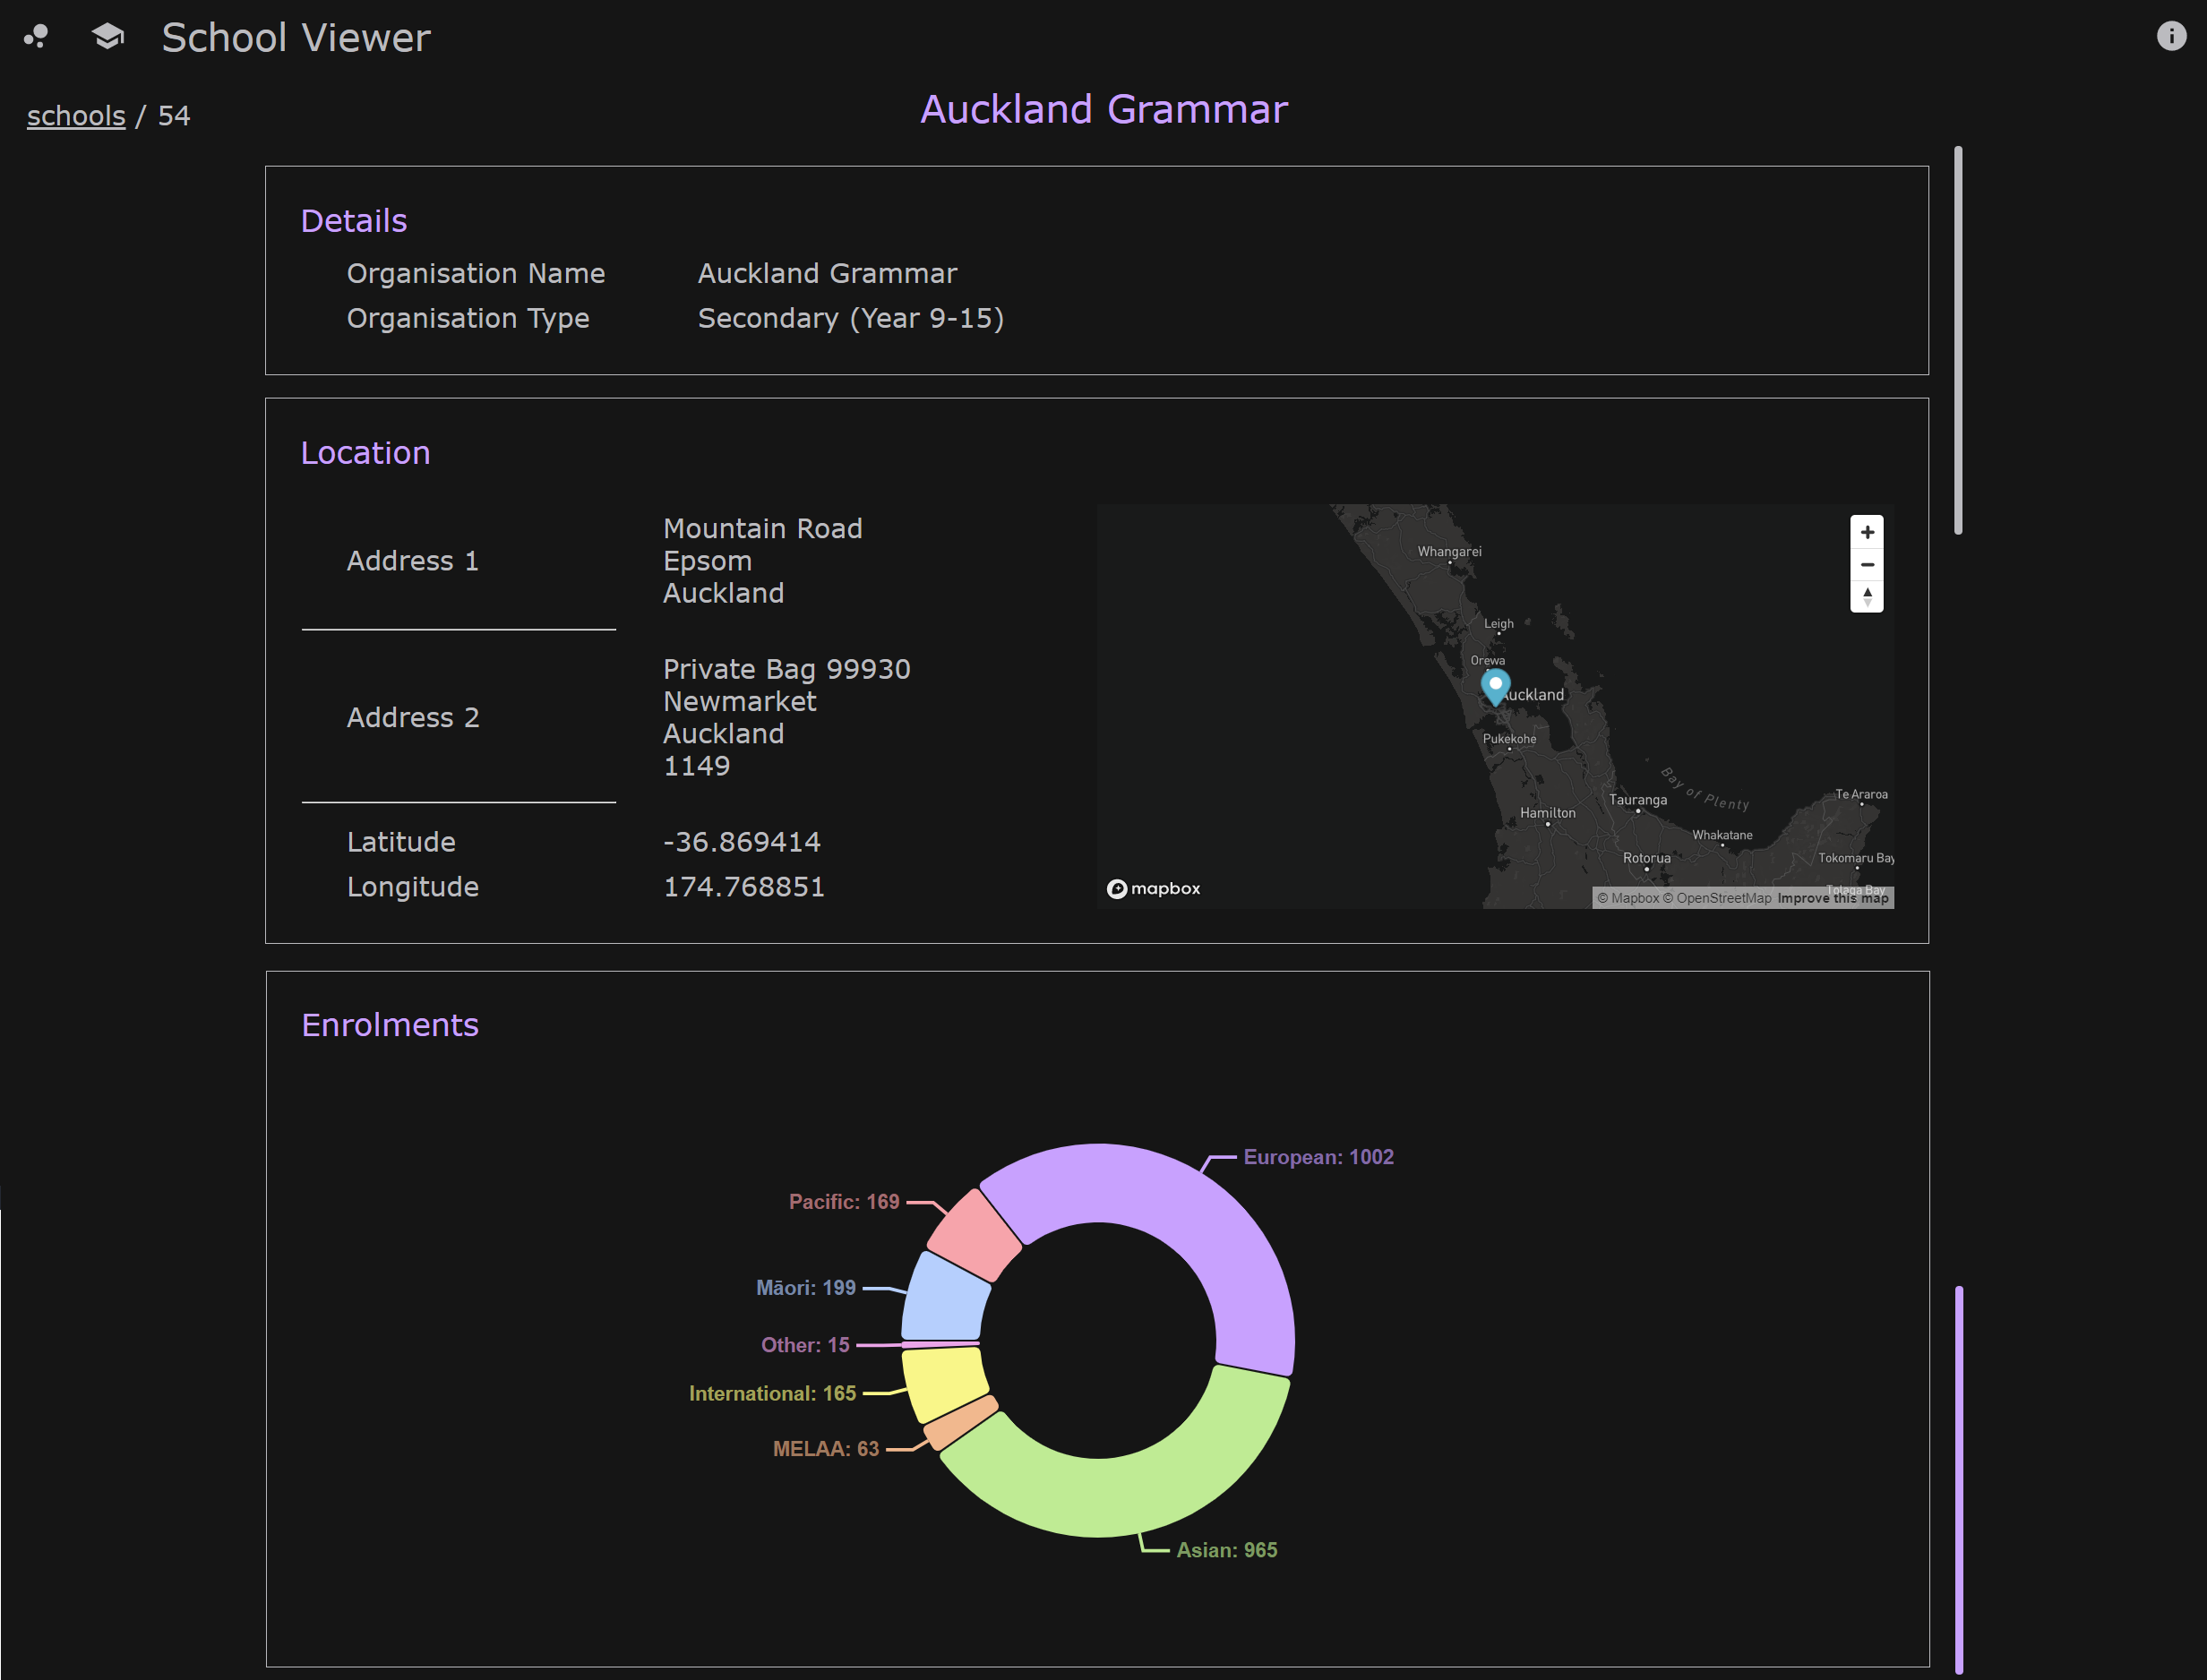 School Viewer
schools / 54
Auckland Grammar
Details
Organisation Name Auckland Grammar
Organisation Type Secondary (Year 9-15)
Location
Address 1
Mountain Road
Epsom
Auckland
Address 2
Private Bag 99930
Newmarket
Auckland
1149
Latitude -36.869414
Longitude 174.768851
Whangarei
Leigh
Orewa
Auckland
Pukekohe
Bay of Plenty
Te Araroa
Tauranga
Hamilton
Whakatane
Rotorua
Tokomaru Bay
Tolaga Bay
mapbox
© Mapbox © OpenStreetMap Improve this map
Enrolments
European: 1002
Pacific: 169
Māori: 199
Other: 15
International: 165
MELAA: 63
Asian: 965